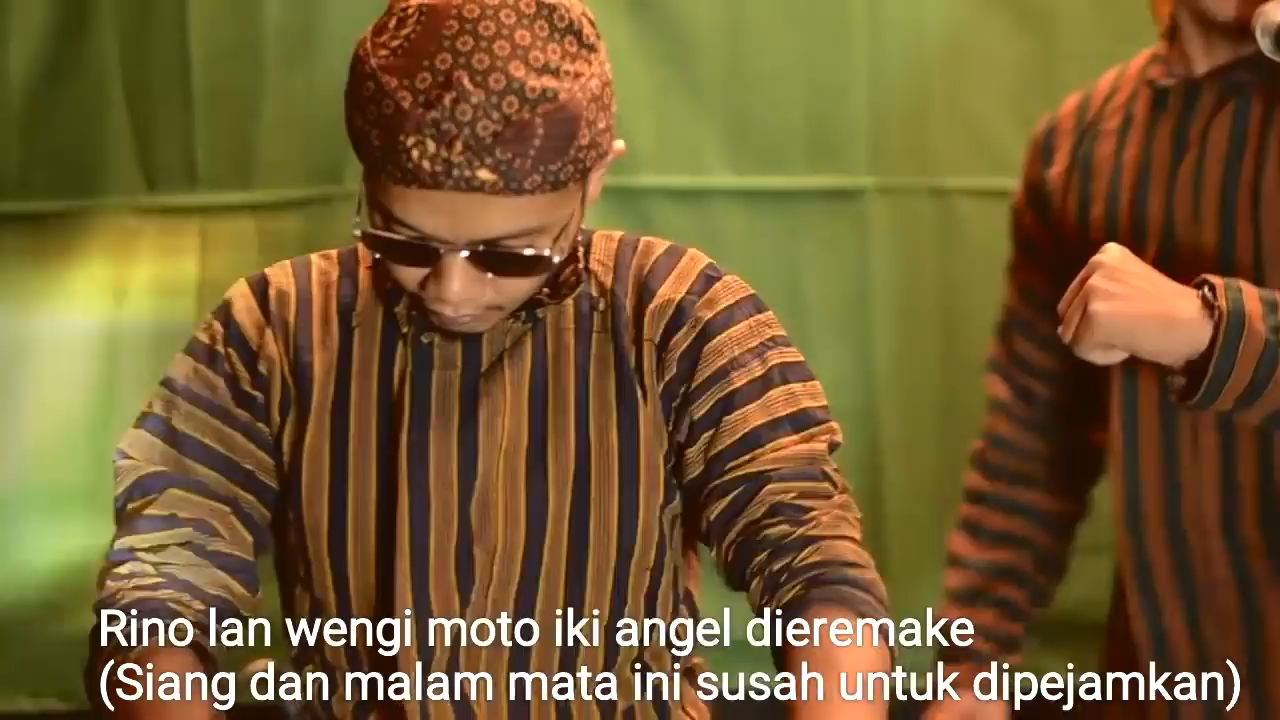 Rino lan wengi moto iki angel dieremake
(Siang dan malam mata ini susah untuk dipejamkan)